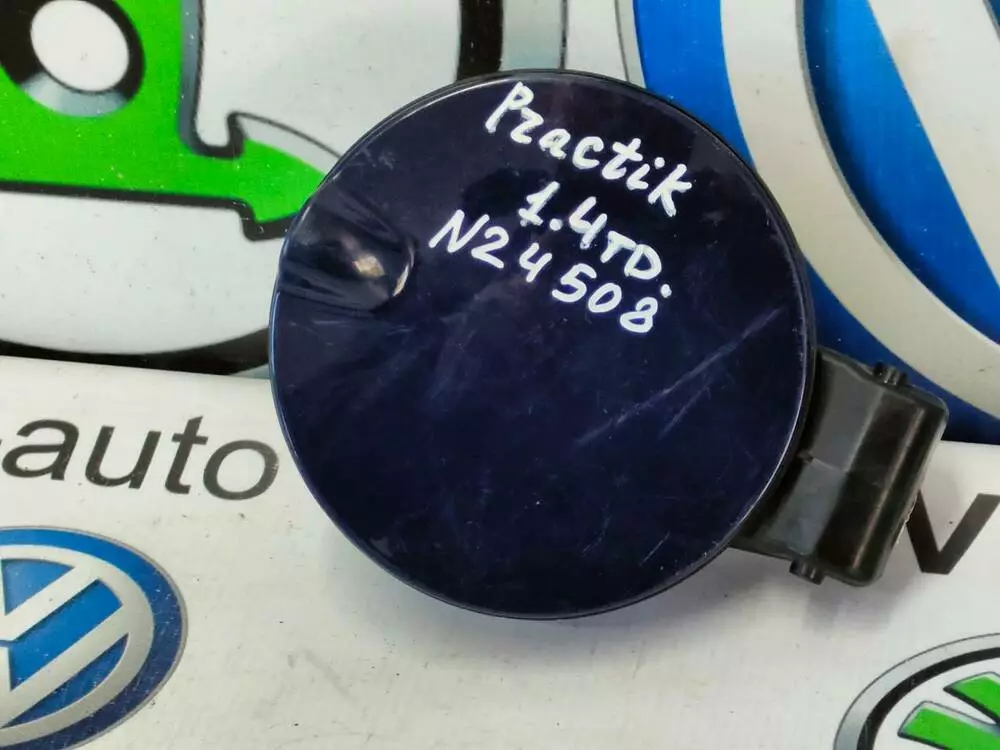 Practik
1.4TD.
N24508
auto
V